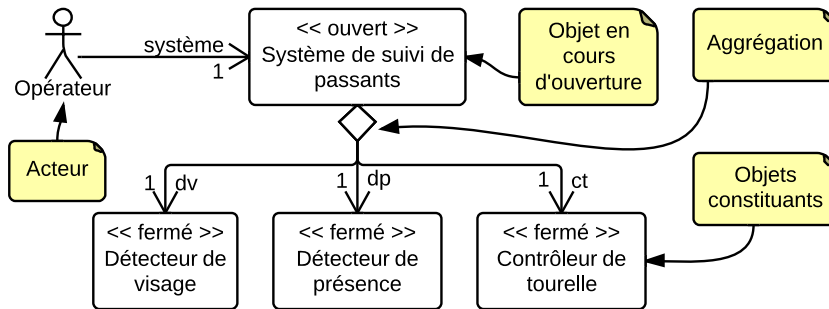 << ouvert >>
Système de suivi de
passants
système
1
Opérateur
Acteur
Objet en
cours
d'ouverture
Aggrégation
1 dv
1 dp
1 ct
<< fermé >>
Détecteur de
visage
<< fermé >>
Détecteur de
présence
<< fermé >>
Contrôleur de
tourelle
Objets
constituants